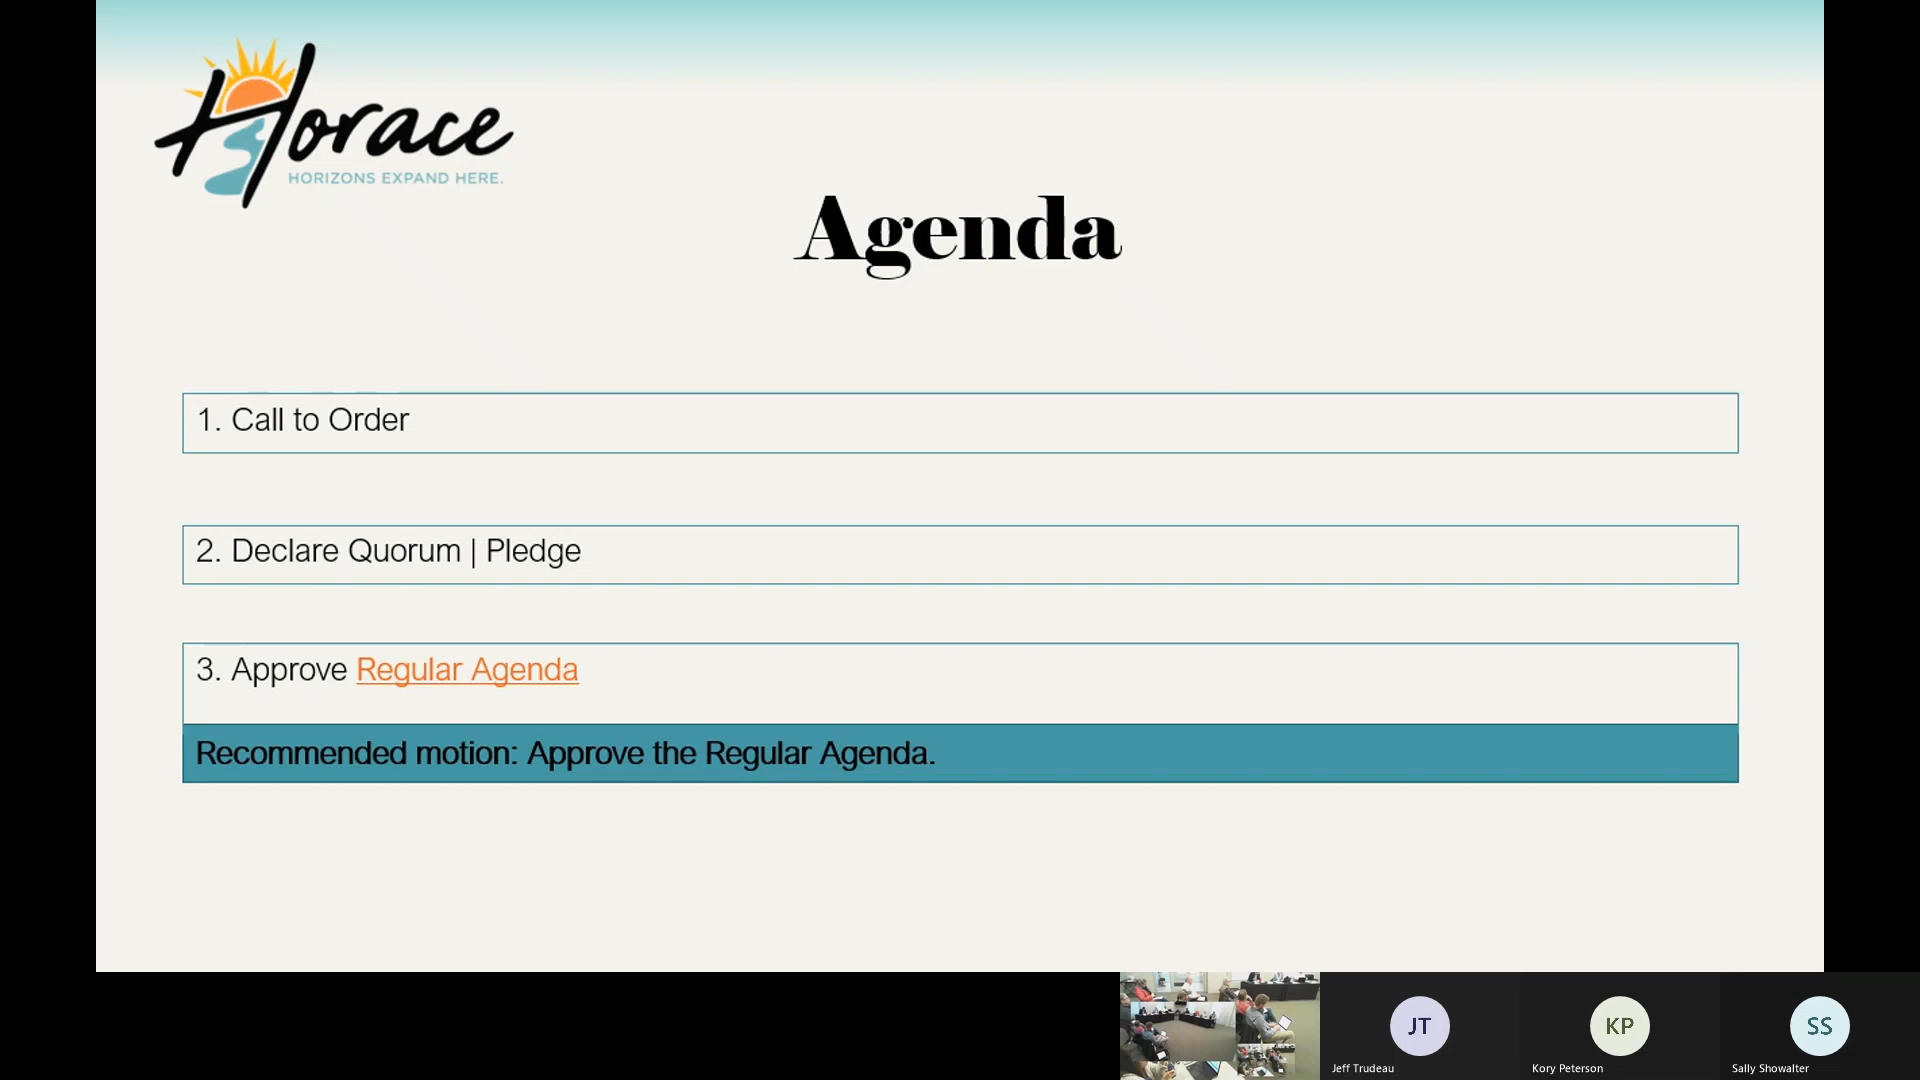 Horace
HORIZONS EXPAND HERE.
Agenda
1. Call to Order
2. Declare Quorum | Pledge
3. Approve Regular Agenda
Recommended motion: Approve the Regular Agenda.
JT
KP
SS
Jeff Trudeau
Kory Peterson
Sally Showalter